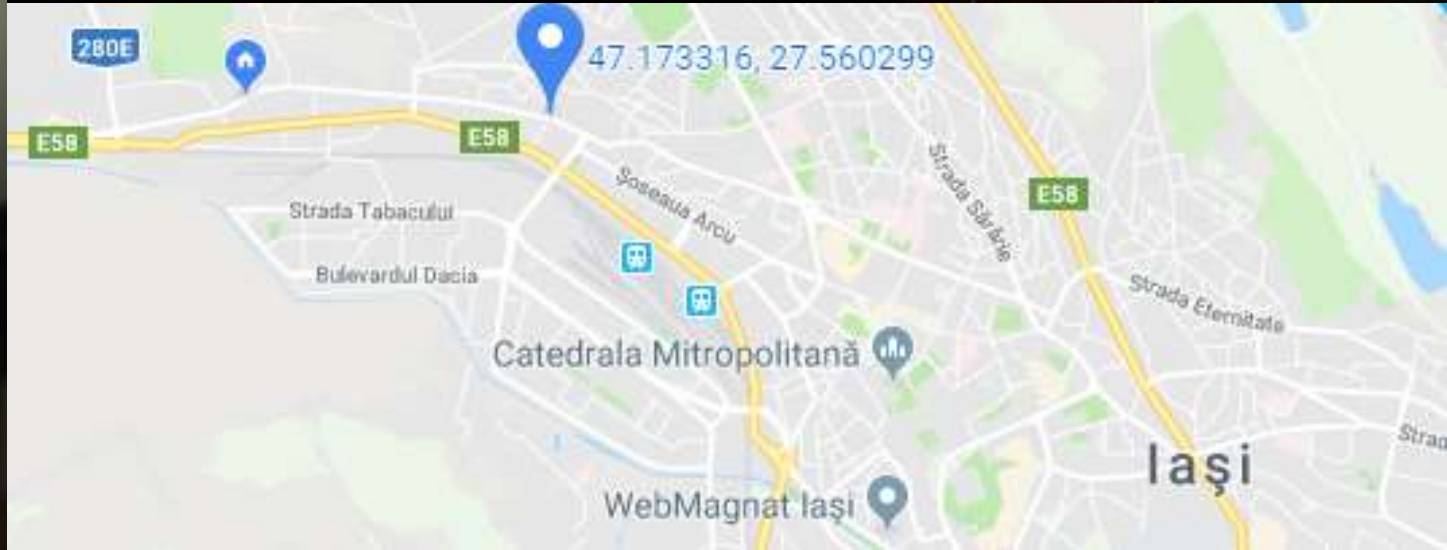 280E
47.173316, 27.560299
E58
E58
Şoseaua Arcu
Strada Sărărie
E58
Strada Tabacului
Bulevardul Dacia
Strada Eternitate
Catedrala Mitropolitană
Strad
Iaşi
WebMagnat Iaşi